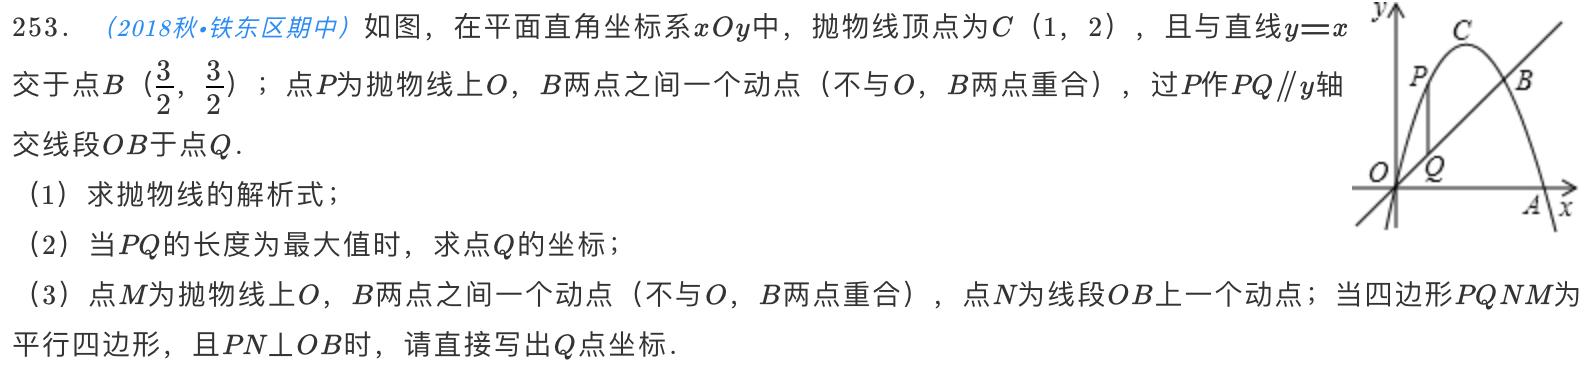 253. （2018秋•铁东区期中）如图，在平面直角坐标系xOy中，抛物线顶点为C（1，2），且与直线y=x
交于点B（3/2，3/2）；点P为抛物线上O，B两点之间一个动点（不与O，B两点重合），过P作PQ∥y轴
交线段OB于点Q．
（1）求抛物线的解析式；
（2）当PQ的长度为最大值时，求点Q的坐标；
（3）点M为抛物线上O，B两点之间一个动点（不与O，B两点重合），点N为线段OB上一个动点；当四边形PQNM为
平行四边形，且PN⊥OB时，请直接写出Q点坐标．
y
C
P
B
O
Q
A
x